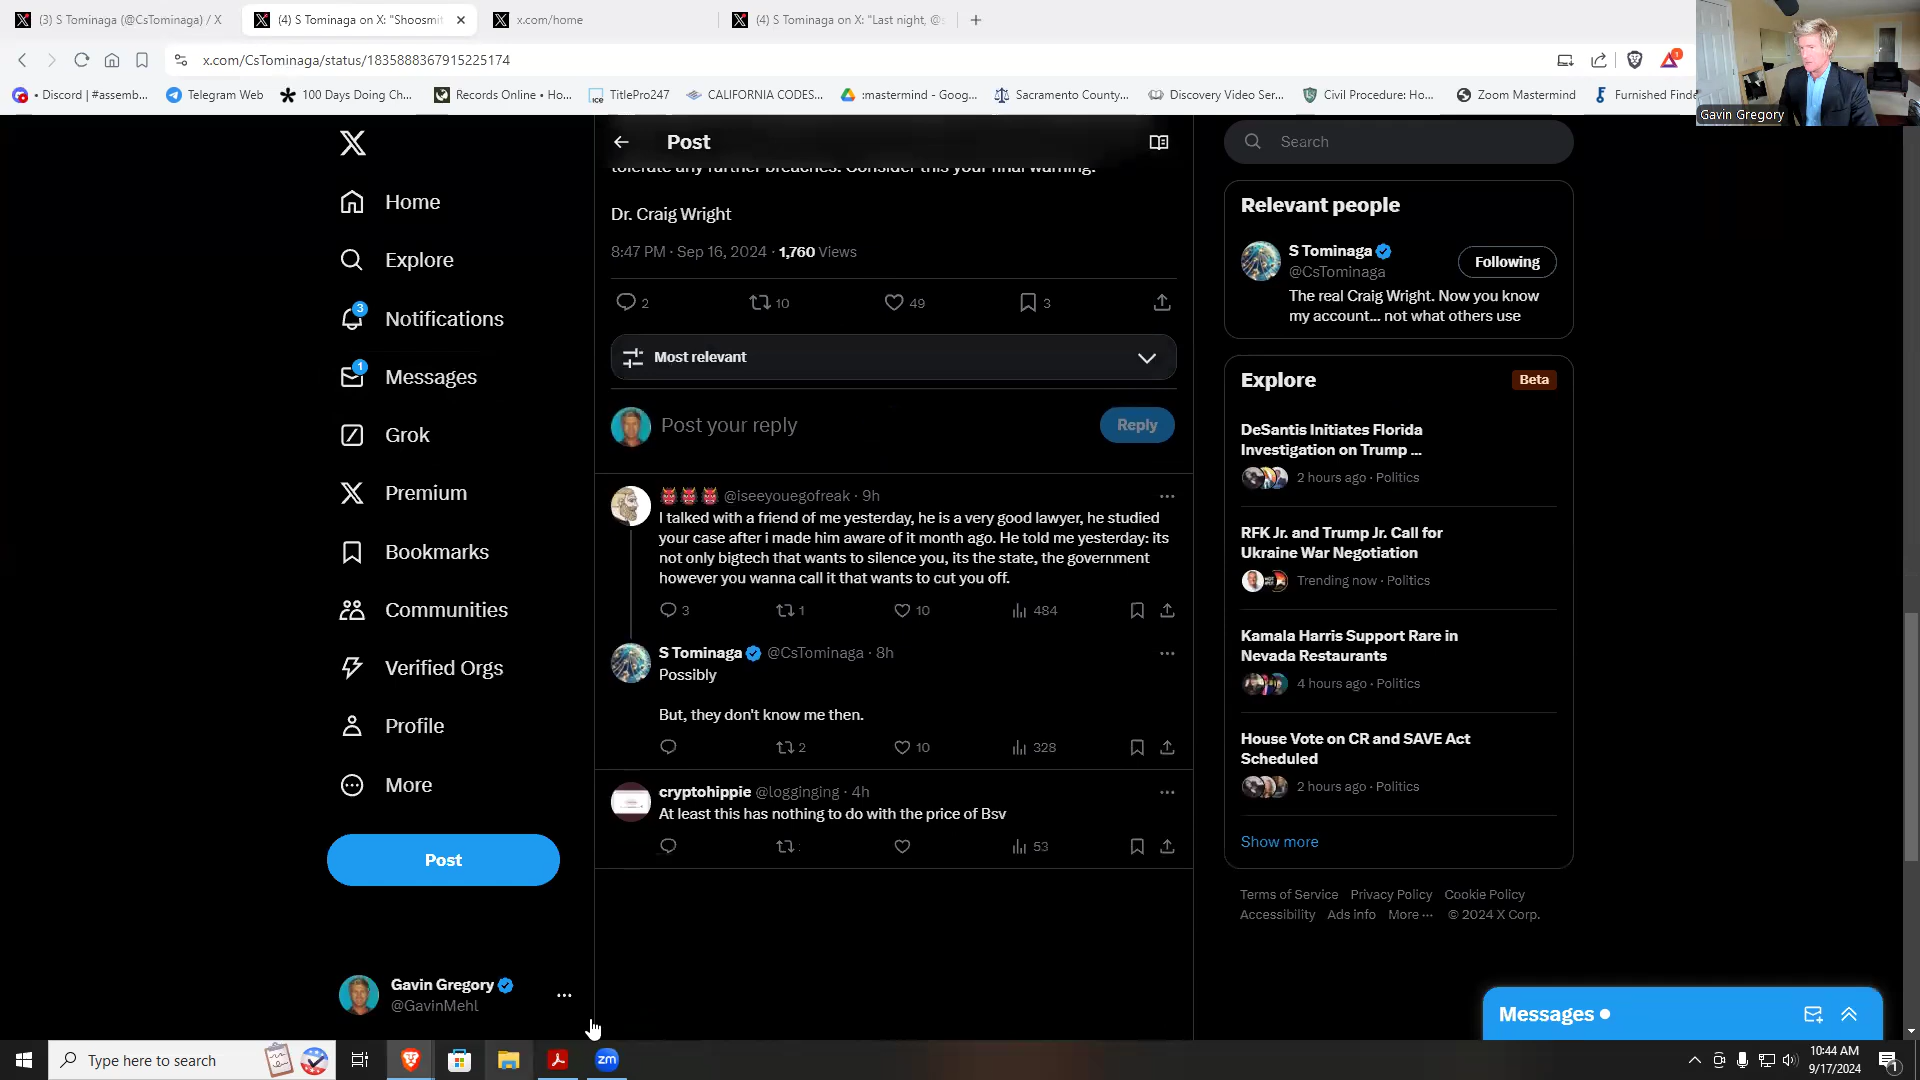 (3) S Tominaga (@CsTominaga) / X
(4) S Tominaga on X: "Shoosmit
x.com/home
(4) S Tominaga on X: "Last night, @s
x.com/CsTominaga/status/1835888367915225174
1
• Discord | #assemb...
Telegram Web
100 Days Doing Ch...
Records Online • Ho...
TitlePro247
CALIFORNIA CODES...
:mastermind - Goog...
Sacramento County...
Discovery Video Ser...
Civil Procedure: Ho...
Zoom Mastermind
Furnished Finde
Gavin Gregory
Home
Explore
3
Notifications
1
Messages
Grok
Premium
Bookmarks
Communities
Verified Orgs
Profile
More
Post
Gavin Gregory
@GavinMehl
Post
tolerate any further breaches. Consider this your final warning.
Dr. Craig Wright
8:47 PM · Sep 16, 2024 · 1,760 Views
2 10 49 3
Most relevant
Post your reply
Reply
@iseeyouegofreak · 9h
I talked with a friend of me yesterday, he is a very good lawyer, he studied
your case after i made him aware of it month ago. He told me yesterday: its
not only bigtech that wants to silence you, its the state, the government
however you wanna call it that wants to cut you off.
3 1 10 484
S Tominaga @CsTominaga · 8h
Possibly
But, they don't know me then.
2 10 328
cryptohippie @logginging · 4h
At least this has nothing to do with the price of Bsv
53
Search
Relevant people
S Tominaga
@CsTominaga
Following
The real Craig Wright. Now you know
my account... not what others use
Explore
Beta
DeSantis Initiates Florida
Investigation on Trump ...
2 hours ago · Politics
RFK Jr. and Trump Jr. Call for
Ukraine War Negotiation
Trending now · Politics
Kamala Harris Support Rare in
Nevada Restaurants
4 hours ago · Politics
House Vote on CR and SAVE Act
Scheduled
2 hours ago · Politics
Show more
Terms of Service Privacy Policy Cookie Policy
Accessibility Ads info More ··· © 2024 X Corp.
Messages
Type here to search
zm
10:44 AM
9/17/2024
1